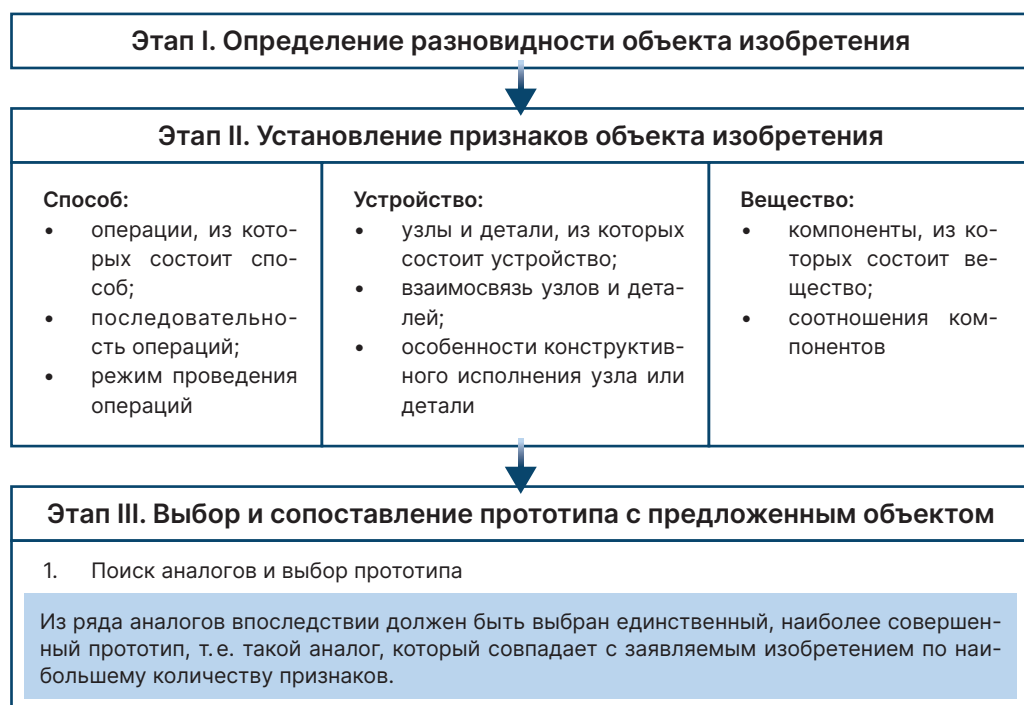 Этап I. Определение разновидности объекта изобретения
Этап II. Установление признаков объекта изобретения
Способ:
• операции, из кото-
рых состоит спо-
соб;
• последовательно-
сть операций;
• режим проведения
операций
Устройство:
• узлы и детали, из которых
состоит устройство;
• взаимосвязь узлов и дета-
лей;
• особенности конструктив-
ного исполнения узла или
детали
Вещество:
• компоненты, из ко-
торых состоит ве-
щество;
• соотношения ком-
понентов
Этап III. Выбор и сопоставление прототипа с предложенным объектом
1. Поиск аналогов и выбор прототипа
Из ряда аналогов впоследствии должен быть выбран единственный, наиболее совершен-
ный прототип, т. е. такой аналог, который совпадает с заявляемым изобретением по наи-
большему количеству признаков.